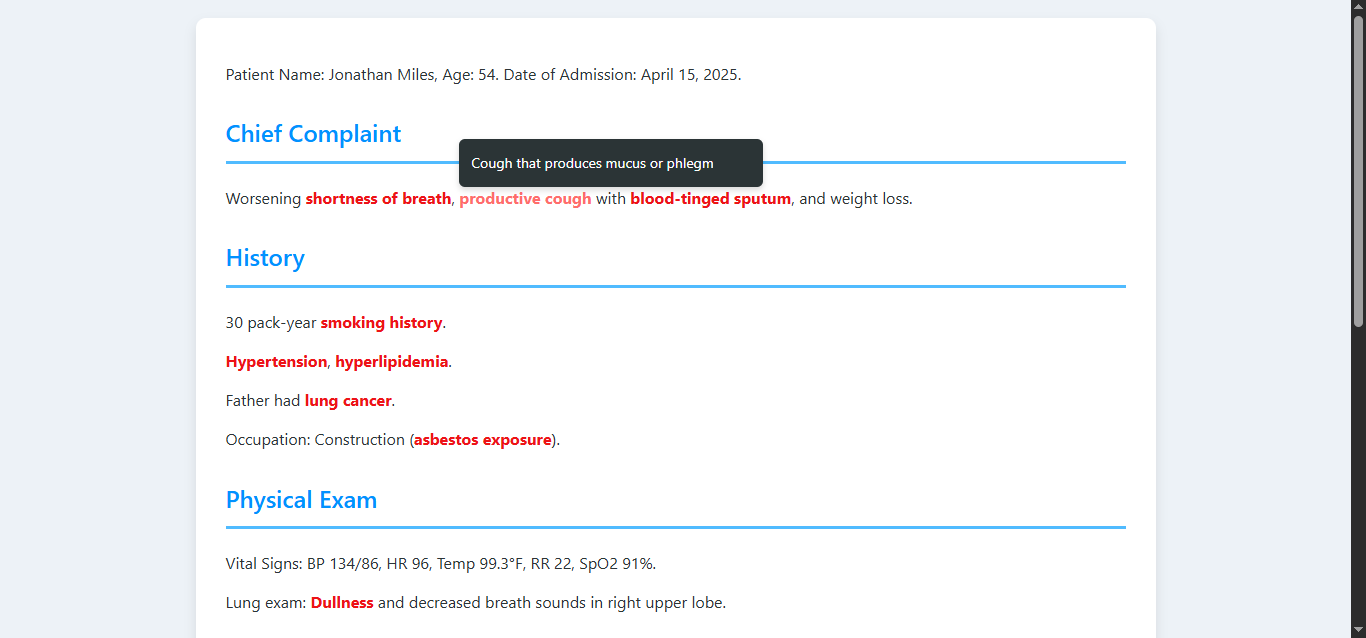 Patient Name: Jonathan Miles, Age: 54. Date of Admission: April 15, 2025.
Chief Complaint
Cough that produces mucus or phlegm
Worsening shortness of breath, productive cough with blood-tinged sputum, and weight loss.
History
30 pack-year smoking history.
Hypertension, hyperlipidemia.
Father had lung cancer.
Occupation: Construction (asbestos exposure).
Physical Exam
Vital Signs: BP 134/86, HR 96, Temp 99.3°F, RR 22, SpO2 91%.
Lung exam: Dullness and decreased breath sounds in right upper lobe.